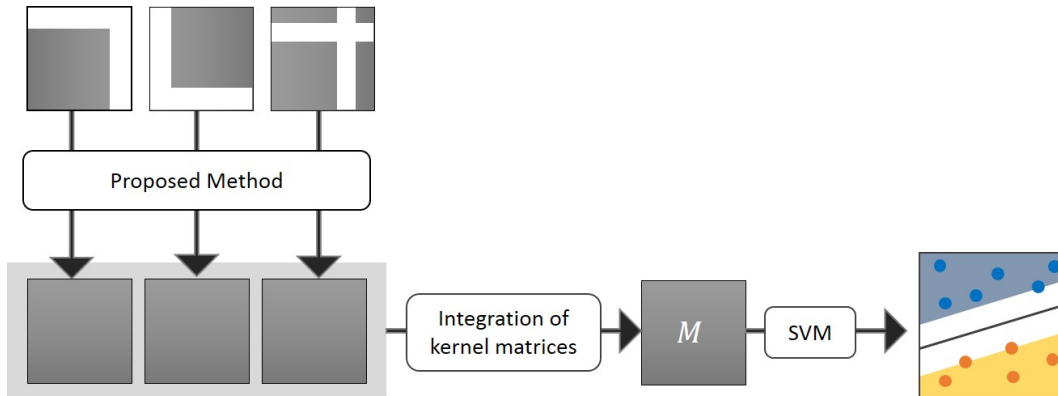 Proposed Method
Integration of
kernel matrices
M
SVM